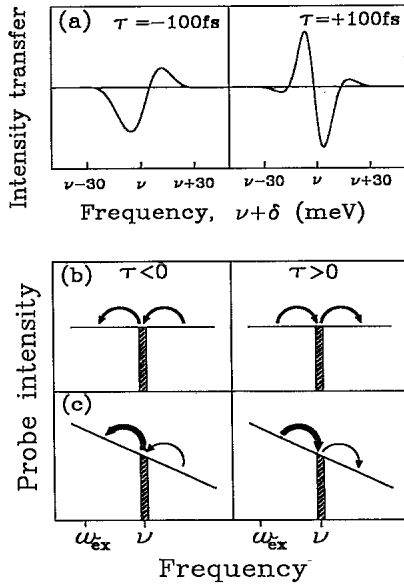 (a) τ=−100fs τ=+100fs
Intensity transfer
ν−30 ν ν+30 ν−30 ν ν+30
Frequency, ν+δ (meV)
(b) τ<0 τ>0
(c)
Probe intensity
ωex ν ωex ν
Frequency